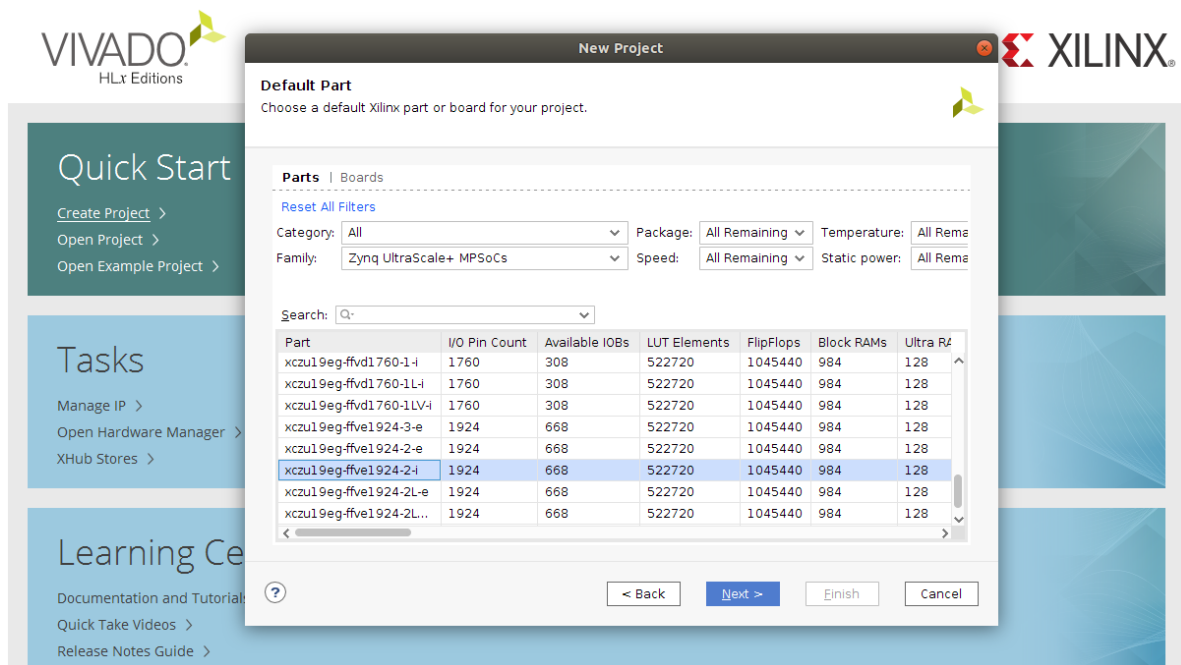 VIVADO.
HLx Editions
New Project
XILINX
Default Part
Choose a default Xilinx part or board for your project.
Quick Start
Create Project >
Open Project >
Open Example Project >
Parts | Boards
Reset All Filters
Category: All Package: All Remaining Temperature: All Rema
Family: Zynq UltraScale+ MPSoCs Speed: All Remaining Static power: All Rema
Search:
Part I/O Pin Count Available IOBs LUT Elements FlipFlops Block RAMs Ultra RA
xczu19eg-ffvd1760-1-i 1760 308 522720 1045440 984 128
xczu19eg-ffvd1760-1L-i 1760 308 522720 1045440 984 128
xczu19eg-ffvd1760-1LV-i 1760 308 522720 1045440 984 128
xczu19eg-ffve1924-3-e 1924 668 522720 1045440 984 128
xczu19eg-ffve1924-2-e 1924 668 522720 1045440 984 128
xczu19eg-ffve1924-2-i 1924 668 522720 1045440 984 128
xczu19eg-ffve1924-2L-e 1924 668 522720 1045440 984 128
xczu19eg-ffve1924-2L... 1924 668 522720 1045440 984 128
Tasks
Manage IP >
Open Hardware Manager >
XHub Stores >
Learning Ce
Documentation and Tutorials
Quick Take Videos >
Release Notes Guide >
? < Back Next > Finish Cancel